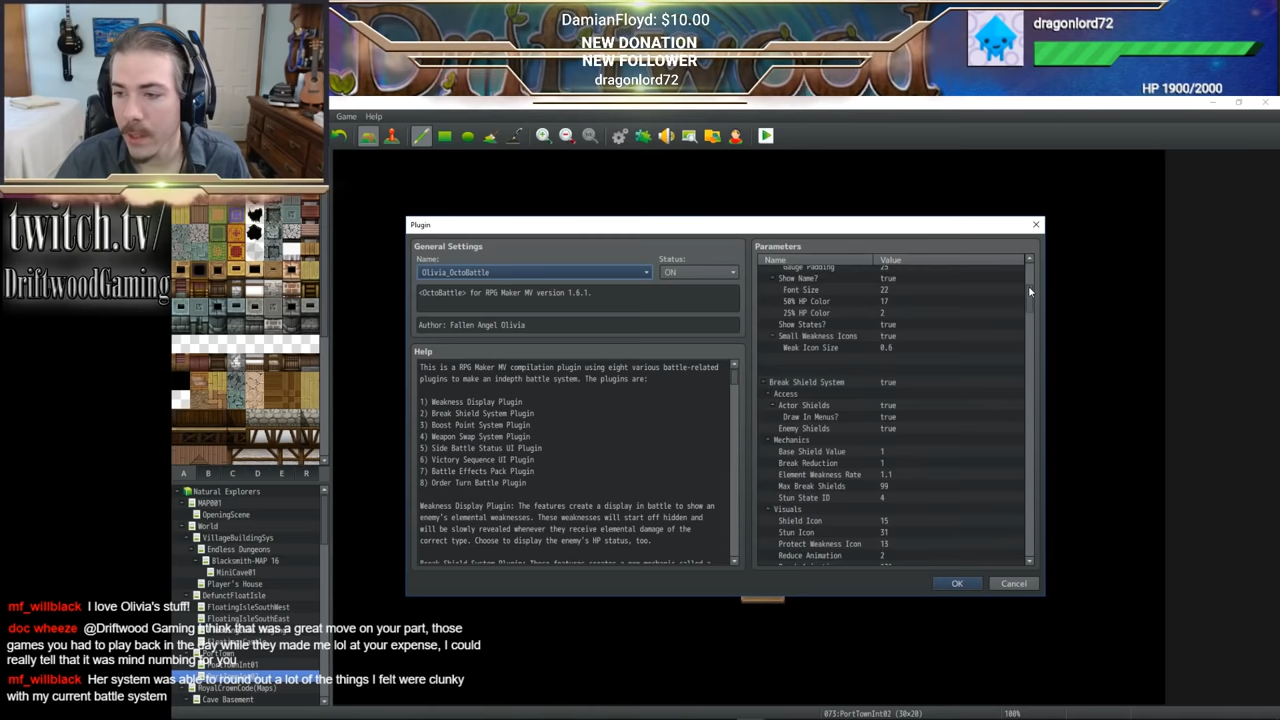 DamianFloyd: $10.00
NEW DONATION
NEW FOLLOWER
dragonlord72
dragonlord72
HP 1900/2000
Game Help
twitch.tv/
DriftwoodGaming
Plugin
General Settings
Name:
Status:
Olivia_OctoBattle
ON
<OctoBattle> for RPG Maker MV version 1.6.1.
Author: Fallen Angel Olivia
Help
This is a RPG Maker MV compilation plugin using eight various battle-related
plugins to make an indepth battle system. The plugins are:
1) Weakness Display Plugin
2) Break Shield System Plugin
3) Boost Point System Plugin
4) Weapon Swap System Plugin
5) Side Battle Status UI Plugin
6) Victory Sequence UI Plugin
7) Battle Effects Pack Plugin
8) Order Turn Battle Plugin
Weakness Display Plugin: The features create a display in battle to show an
enemy's elemental weaknesses. These weaknesses will start off hidden and
will be slowly revealed whenever they receive elemental damage of the
correct type. Choose to display the enemy's HP status, too.
Parameters
Name Value
Gauge Padding 25
Show Name? true
Font Size 22
50% HP Color 17
25% HP Color 2
Show States? true
Small Weakness Icons true
Weak Icon Size 0.6
Break Shield System true
Access
Actor Shields true
Draw In Menus? true
Enemy Shields true
Mechanics
Base Shield Value 1
Break Reduction 1
Element Weakness Rate 1.1
Max Break Shields 99
Stun State ID 4
Visuals
Shield Icon 15
Stun Icon 31
Protect Weakness Icon 13
Reduce Animation 2
OK
Cancel
A B C D E R
Natural Explorers
MAP001
OpeningScene
World
VillageBuildingSys
Endless Dungeons
Blacksmith-MAP 16
MiniCave01
Player's House
DefunctFloatIsle
FloatingIsleSouthWest
FloatingIsleSouthEast
RoyalCrownCode(Maps)
Cave Basement
mf_willblack I love Olivia's stuff!
doc wheeze @Driftwood Gaming I think that was a great move on your part, those
games you had to play back in the day while they made me lol at your expense, I could
really tell that it was mind numbing for you
mf_willblack Her system was able to round out a lot of the things I felt were clunky
with my current battle system
073:PortTownInt02 (30x20)
100%